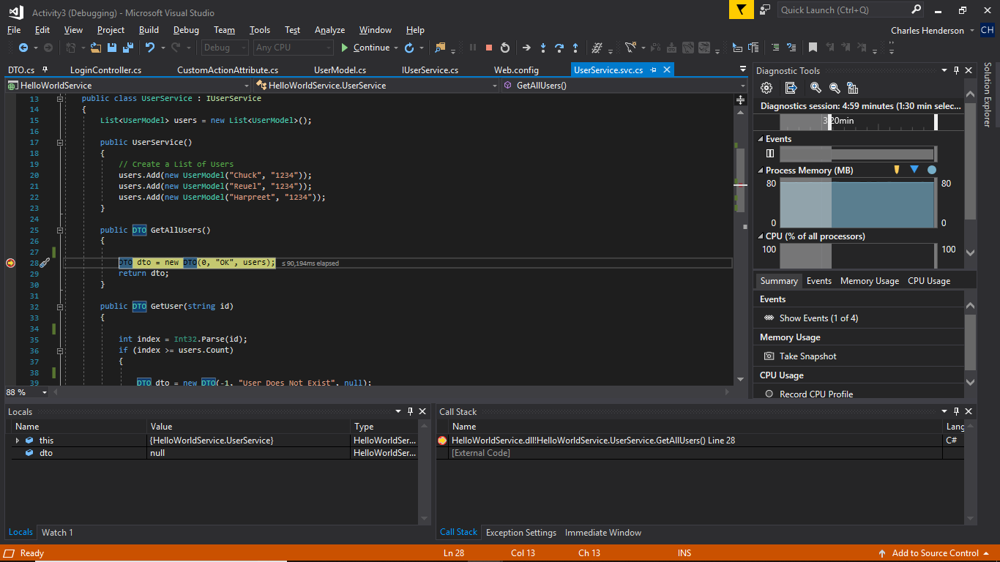 Activity3 (Debugging) - Microsoft Visual Studio
Quick Launch (Ctrl+Q)
File Edit View Project Build Debug Team Tools Test Analyze Window Help
Charles Henderson CH
Debug Any CPU Continue
DTO.cs LoginController.cs CustomActionAttribute.cs UserModel.cs IUserService.cs Web.config UserService.svc.cs
HelloWorldService HelloWorldService.UserService GetAllUsers()
13 public class UserService : IUserService
14 {
15 List<UserModel> users = new List<UserModel>();
16
17 public UserService()
18 {
19 // Create a List of Users
20 users.Add(new UserModel("Chuck", "1234"));
21 users.Add(new UserModel("Reuel", "1234"));
22 users.Add(new UserModel("Harpreet", "1234"));
23 }
24
25 public DTO GetAllUsers()
26 {
27
28 DTO dto = new DTO(0, "OK", users); ≤ 90,194ms elapsed
29 return dto;
30 }
31
32 public DTO GetUser(string id)
33 {
34
35 int index = Int32.Parse(id);
36 if (index >= users.Count)
37 {
38
39 DTO dto = new DTO(-1, "User Does Not Exist", null);
88 %
Diagnostic Tools
Diagnostics session: 4:59 minutes (1:30 min selec...
3:20min
Events
Process Memory (MB)
80 80
0 0
CPU (% of all processors)
100 100
Summary Events Memory Usage CPU Usage
Events
Show Events (1 of 4)
Memory Usage
Take Snapshot
CPU Usage
Record CPU Profile
Solution Explorer
Locals
Name Value Type
this {HelloWorldService.UserService} HelloWorldSer...
dto null HelloWorldSer...
Locals Watch 1
Call Stack
Name Lang
HelloWorldService.dll!HelloWorldService.UserService.GetAllUsers() Line 28 C#
[External Code]
Call Stack Exception Settings Immediate Window
Ready Ln 28 Col 13 Ch 13 INS Add to Source Control